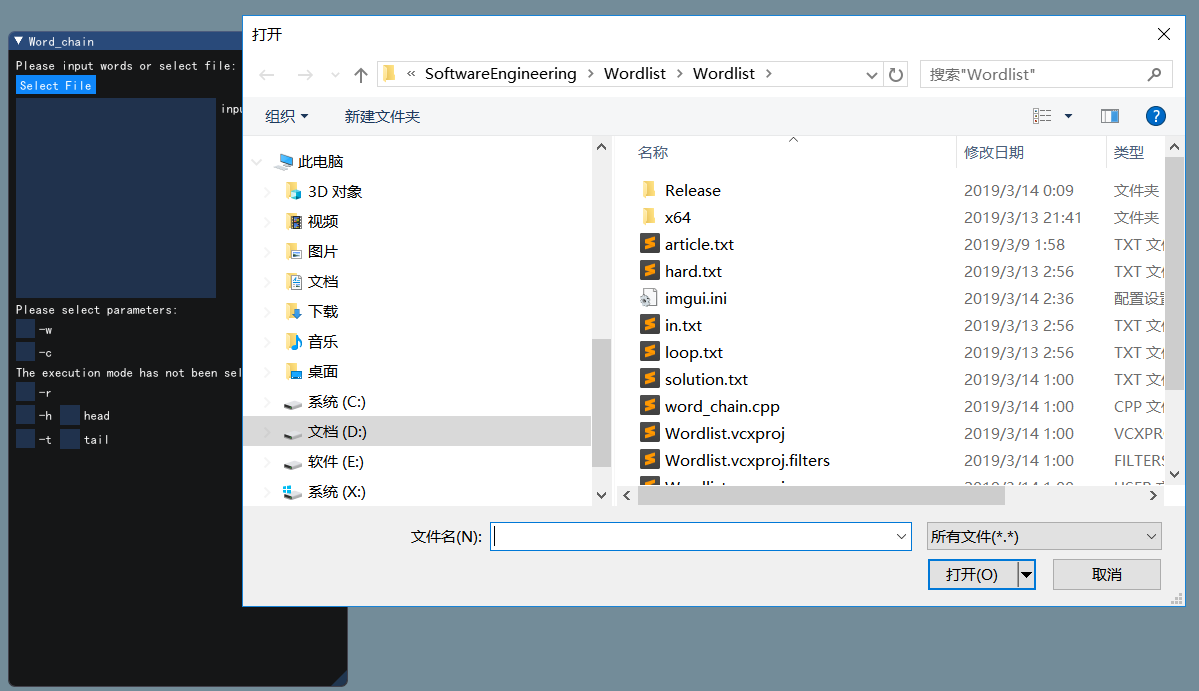 Word_chain
Please input words or select file:
Select File
inpu
Please select parameters:
-w
-c
The execution mode has not been sel
-r
-h head
-t tail
打开
« SoftwareEngineering > Wordlist > Wordlist >
搜索"Wordlist"
组织 新建文件夹
此电脑
3D 对象
视频
图片
文档
下载
音乐
桌面
系统 (C:)
文档 (D:)
软件 (E:)
系统 (X:)
名称 修改日期 类型
Release 2019/3/14 0:09 文件夹
x64 2019/3/13 21:41 文件夹
article.txt 2019/3/9 1:58 TXT 文件
hard.txt 2019/3/13 2:56 TXT 文件
imgui.ini 2019/3/14 2:36 配置设置
in.txt 2019/3/13 2:56 TXT 文件
loop.txt 2019/3/13 2:56 TXT 文件
solution.txt 2019/3/14 1:00 TXT 文件
word_chain.cpp 2019/3/14 1:00 CPP 文件
Wordlist.vcxproj 2019/3/14 1:00 VCXPR
Wordlist.vcxproj.filters 2019/3/14 1:00 FILTERS
文件名(N):
所有文件(*.*)
打开(O)
取消